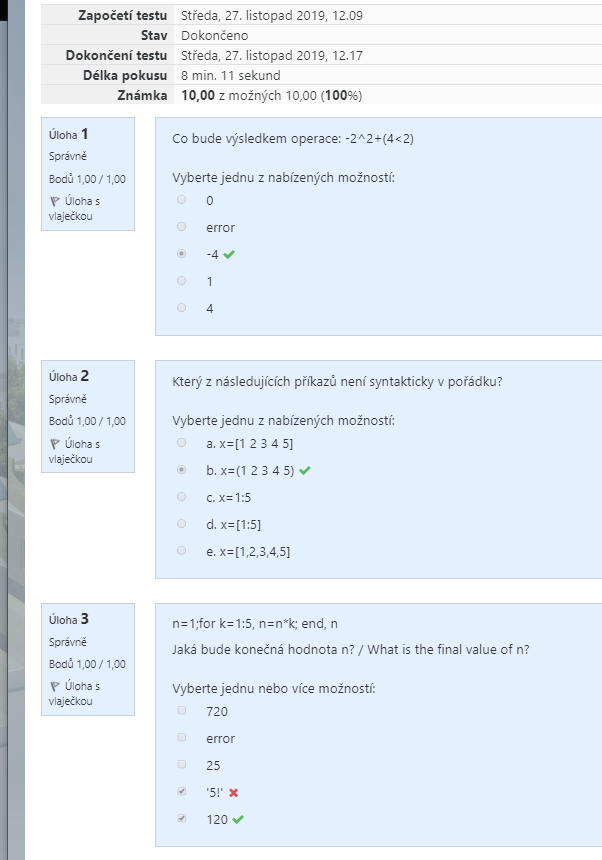 Započetí testu Středa, 27. listopad 2019, 12.09
Stav Dokončeno
Dokončení testu Středa, 27. listopad 2019, 12.17
Délka pokusu 8 min. 11 sekund
Známka 10,00 z možných 10,00 (100%)
Úloha 1
Správně
Bodů 1,00 / 1,00
Úloha s
vlaječkou
Co bude výsledkem operace: -2^2+(4<2)
Vyberte jednu z nabízených možností:
0
error
-4
1
4
Úloha 2
Správně
Bodů 1,00 / 1,00
Úloha s
vlaječkou
Který z následujících příkazů není syntakticky v pořádku?
Vyberte jednu z nabízených možností:
a. x=[1 2 3 4 5]
b. x=(1 2 3 4 5)
c. x=1:5
d. x=[1:5]
e. x=[1,2,3,4,5]
Úloha 3
Správně
Bodů 1,00 / 1,00
Úloha s
vlaječkou
n=1;for k=1:5, n=n*k; end, n
Jaká bude konečná hodnota n? / What is the final value of n?
Vyberte jednu nebo více možností:
720
error
25
'5!'
120